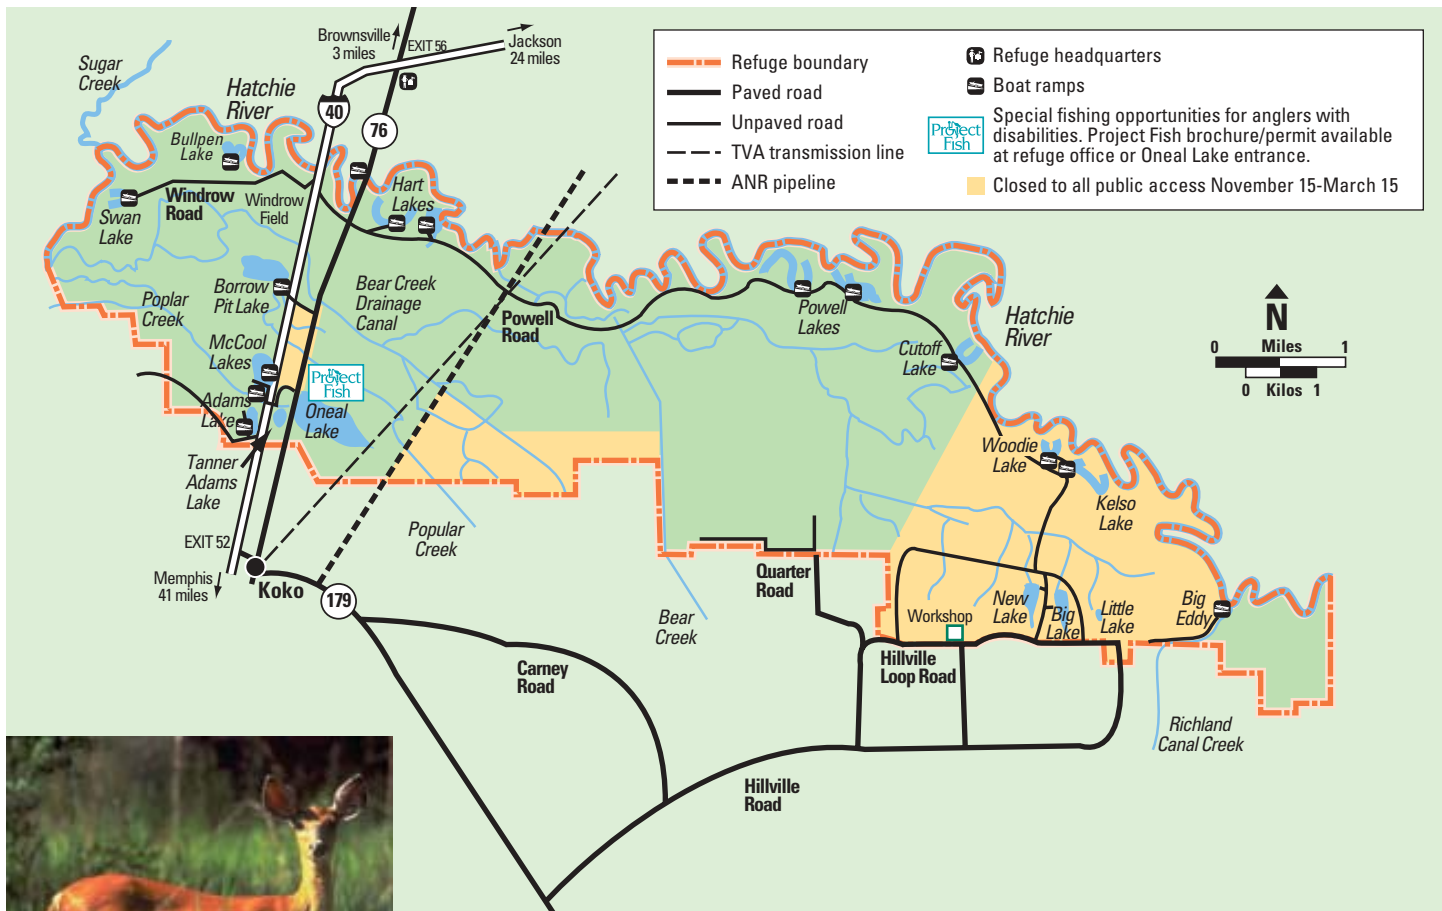 Sugar
Creek
Hatchie
River
Brownsville
3 miles
EXIT 56
Jackson
24 miles
40
76
Refuge boundary
Paved road
Unpaved road
TVA transmission line
ANR pipeline
Refuge headquarters
Boat ramps
Project
Fish
Special fishing opportunities for anglers with
disabilities. Project Fish brochure/permit available
at refuge office or Oneal Lake entrance.
Closed to all public access November 15-March 15
Bullpen
Lake
Swan
Lake
Windrow
Road
Windrow
Field
Hart
Lakes
Borrow
Pit Lake
Bear Creek
Drainage
Canal
Poplar
Creek
McCool
Lakes
Powell
Road
Powell
Lakes
Hatchie
River
Cutoff
Lake
N
0 Miles 1
0 Kilos 1
Project
Fish
Adams
Lake
Oneal
Lake
Tanner
Adams
Lake
Woodie
Lake
Kelso
Lake
EXIT 52
Memphis
41 miles
Koko
179
Popular
Creek
Quarter
Road
Bear
Creek
Workshop
New
Lake
Big
Lake
Little
Lake
Big
Eddy
Hillville
Loop Road
Carney
Road
Richland
Canal Creek
Hillville
Road